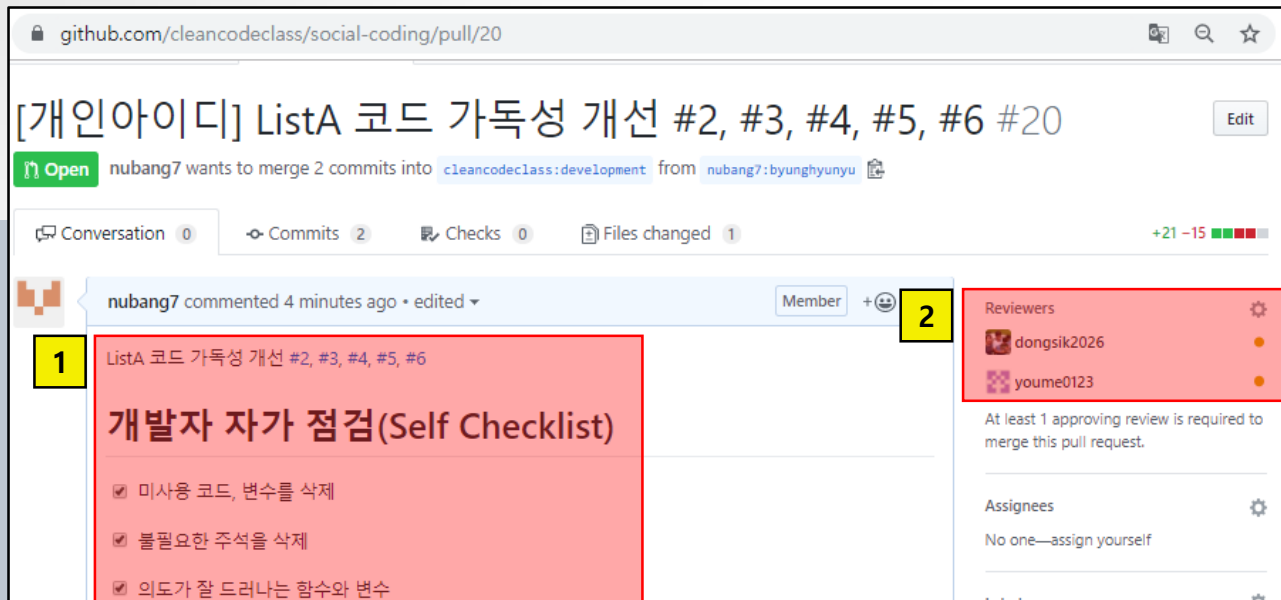 github.com/cleancodeclass/social-coding/pull/20
[개인아이디] ListA 코드 가독성 개선 #2, #3, #4, #5, #6 #20
Edit
Open nubang7 wants to merge 2 commits into cleancodeclass:development from nubang7:byunghyunyu
Conversation 0 Commits 2 Checks 0 Files changed 1 +21 −15
nubang7 commented 4 minutes ago • edited
Member
2
Reviewers
dongsik2026
youme0123
At least 1 approving review is required to
merge this pull request.
Assignees
No one—assign yourself
1
ListA 코드 가독성 개선 #2, #3, #4, #5, #6
개발자 자가 점검(Self Checklist)
미사용 코드, 변수를 삭제
불필요한 주석을 삭제
의도가 잘 드러나는 함수와 변수